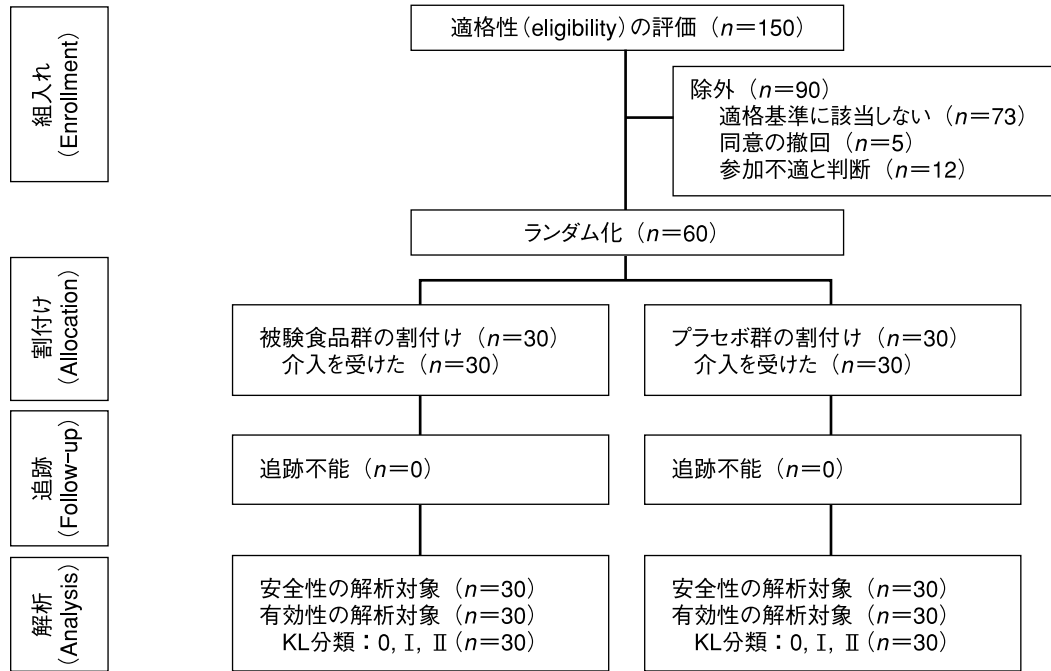 組入れ
(Enrollment)
適格性(eligibility)の評価(n=150)
除外(n=90)
適格基準に該当しない(n=73)
同意の撤回(n=5)
参加不適と判断(n=12)
ランダム化(n=60)
割付け
(Allocation)
被験食品群の割付け(n=30)
介入を受けた(n=30)
プラセボ群の割付け(n=30)
介入を受けた(n=30)
追跡
(Follow-up)
追跡不能(n=0)
追跡不能(n=0)
解析
(Analysis)
安全性の解析対象(n=30)
有効性の解析対象(n=30)
KL分類:0, Ⅰ, Ⅱ(n=30)
安全性の解析対象(n=30)
有効性の解析対象(n=30)
KL分類:0, Ⅰ, Ⅱ(n=30)